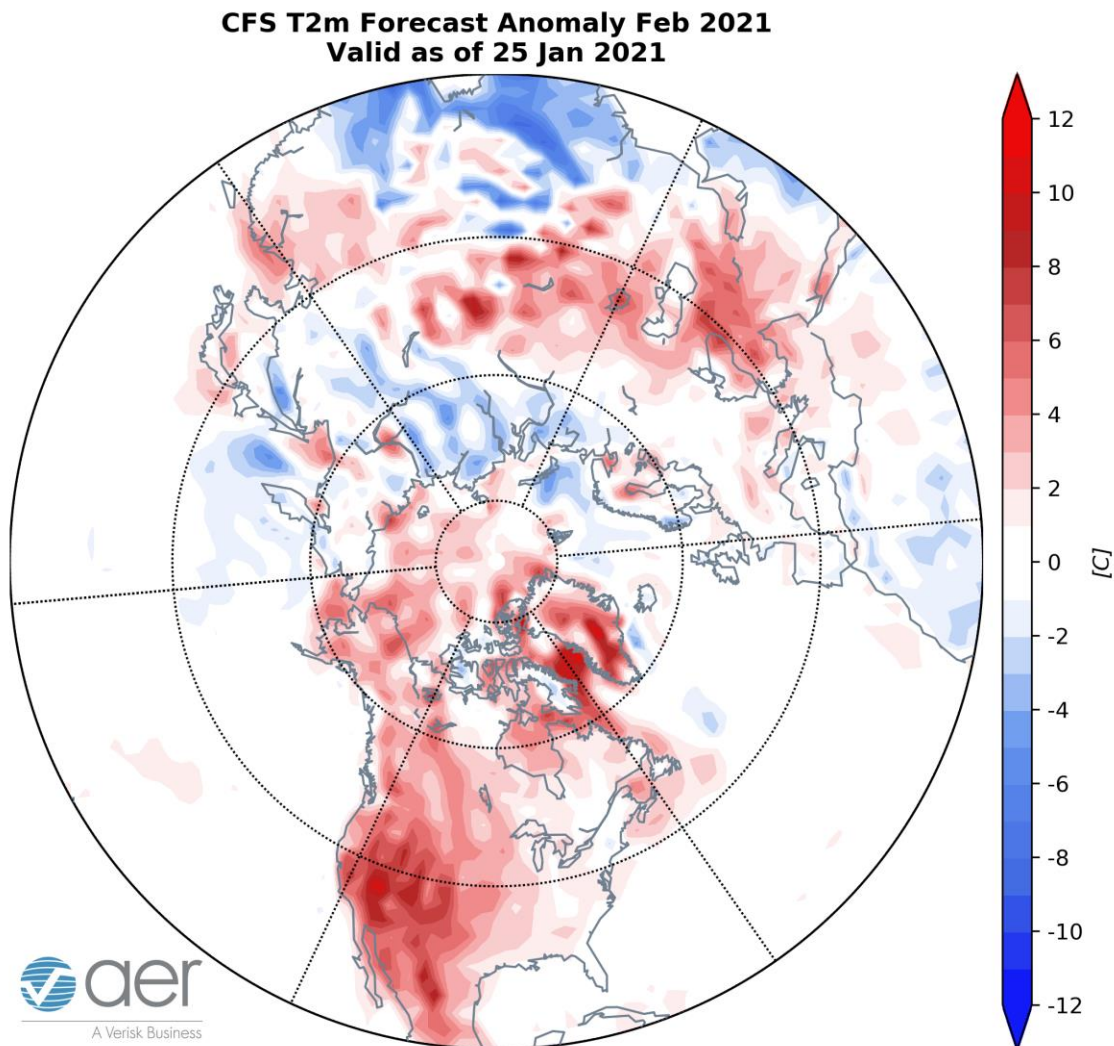 CFS T2m Forecast Anomaly Feb 2021
Valid as of 25 Jan 2021
12
10
8
6
4
2
0
-2
-4
-6
-8
-10
-12
[C]
aer
A Verisk Business